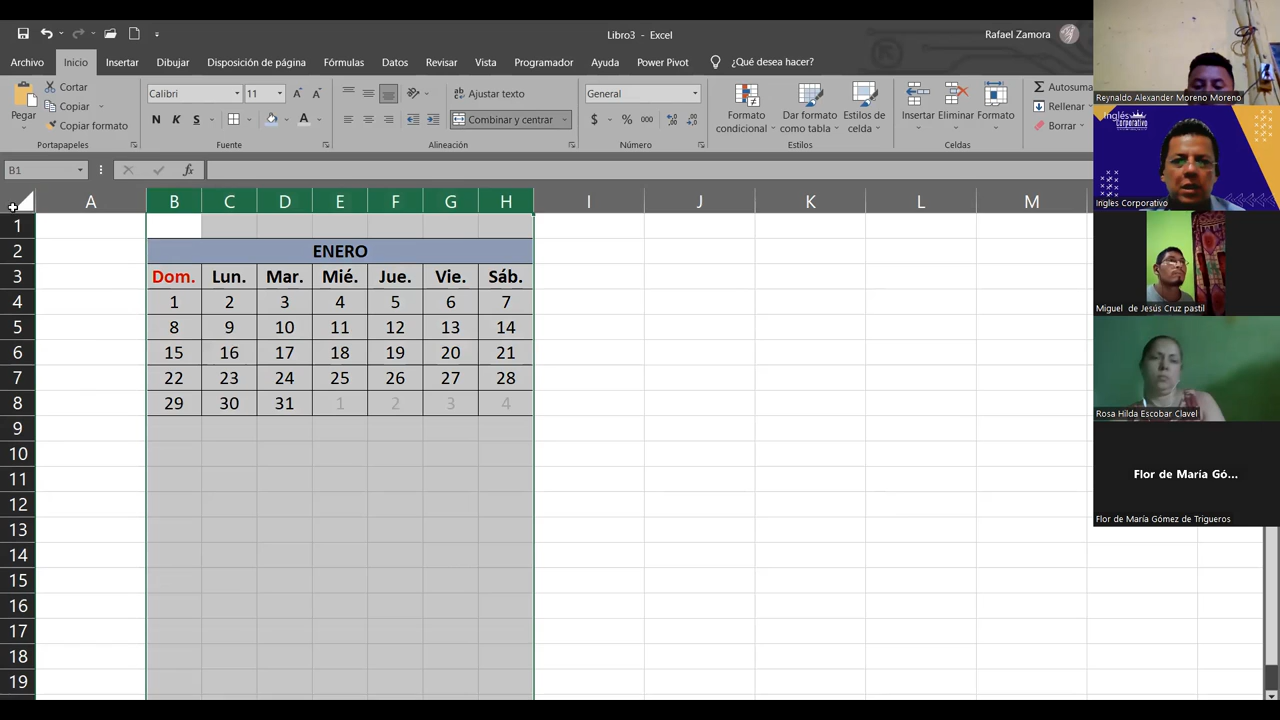 Libro3 - Excel
Rafael Zamora
Archivo Inicio Insertar Dibujar Disposición de página Fórmulas Datos Revisar Vista Programador Ayuda Power Pivot ¿Qué desea hacer?
Pegar
Cortar
Copiar
Copiar formato
Portapapeles
Calibri 11
N K S
Fuente
Ajustar texto
Combinar y centrar
Alineación
General
$ % 000
Número
Formato condicional
Dar formato como tabla
Estilos de celda
Estilos
Insertar Eliminar Formato
Celdas
Autosuma
Rellenar
Borrar
B1
fx
A B C D E F G H I J K L M
1
2 ENERO
3 Dom. Lun. Mar. Mié. Jue. Vie. Sáb.
4 1 2 3 4 5 6 7
5 8 9 10 11 12 13 14
6 15 16 17 18 19 20 21
7 22 23 24 25 26 27 28
8 29 30 31 1 2 3 4
9
10
11
12
13
14
15
16
17
18
19
Reynaldo Alexander Moreno Moreno
Inglés
Corporativo
Ingles Corporativo
Miguel de Jesús Cruz pastil
Rosa Hilda Escobar Clavel
Flor de María Gó...
Flor de María Gómez de Trigueros